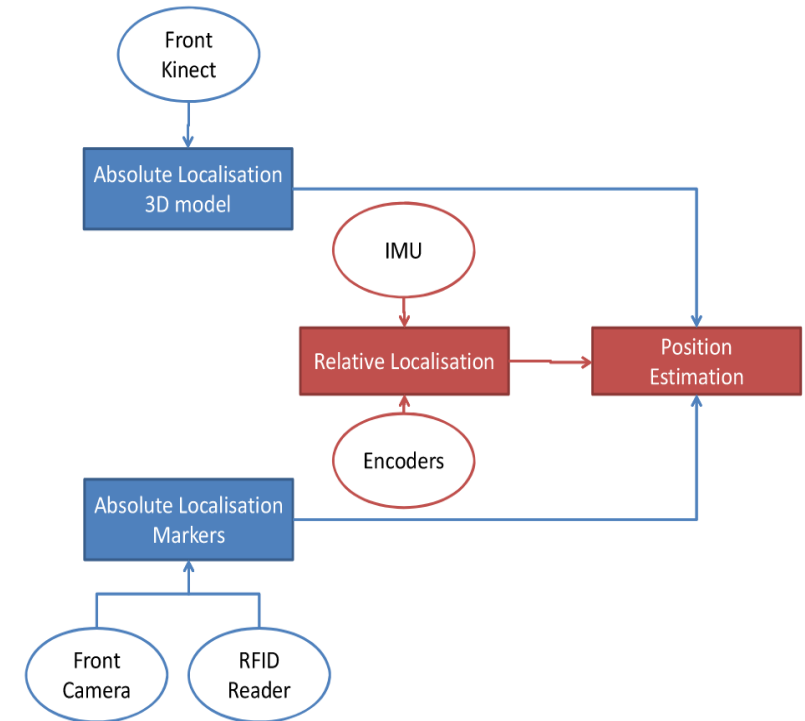 Front
Kinect
Absolute Localisation
3D model
IMU
Relative Localisation
Position
Estimation
Encoders
Absolute Localisation
Markers
Front
Camera
RFID
Reader